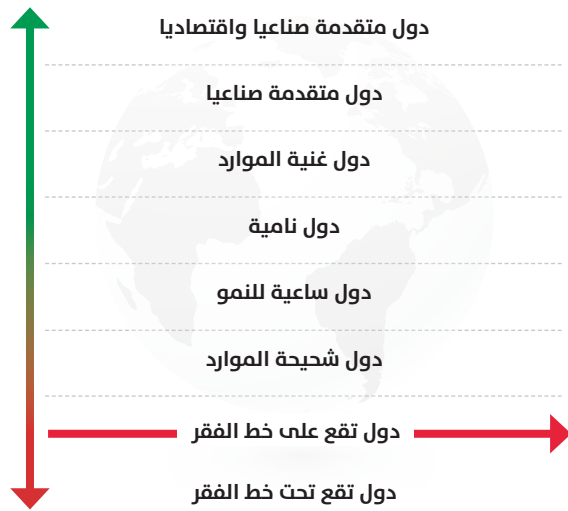 دول متقدمة صناعيا واقتصاديا
دول متقدمة صناعيا
دول غنية الموارد
دول نامية
دول ساعية للنمو
دول شحيحة الموارد
دول تقع على خط الفقر
دول تقع تحت خط الفقر